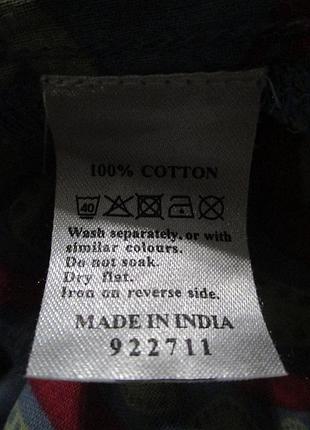 100% COTTON
40
Wash separately, or with
similar colours.
Do not soak.
Dry flat.
Iron on reverse side.
MADE IN INDIA
922711